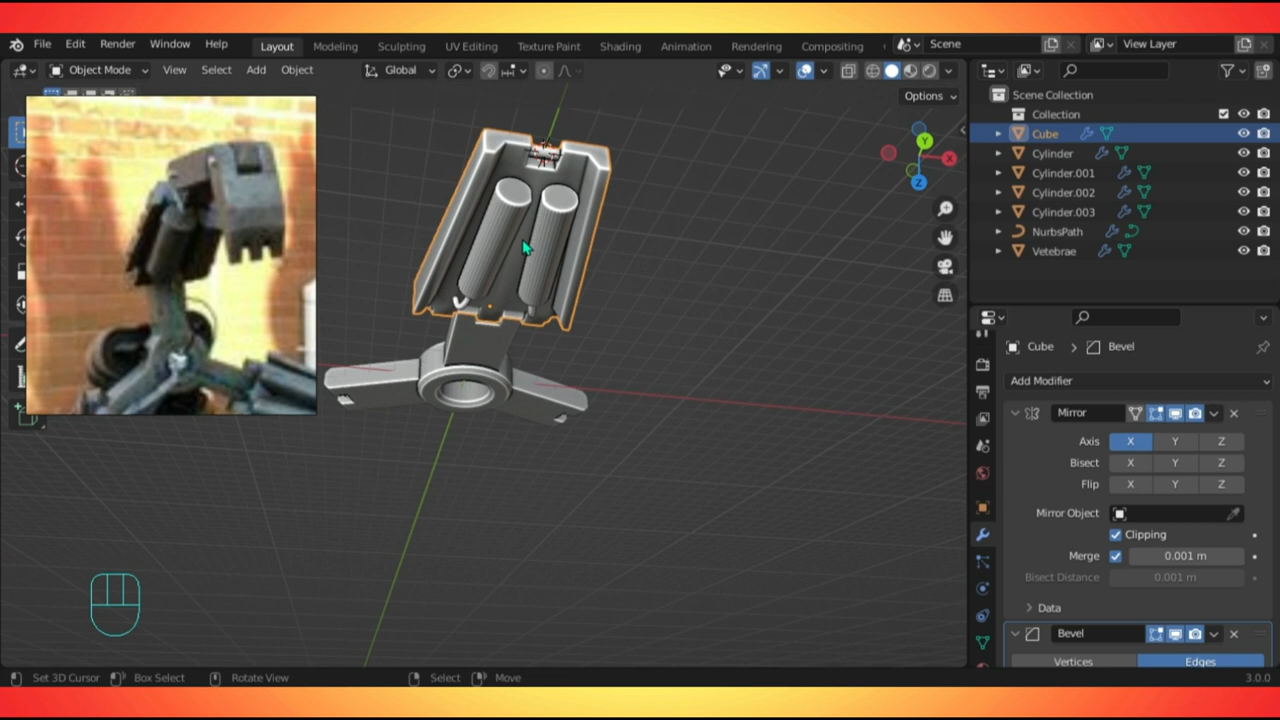 File Edit Render Window Help Layout Modeling Sculpting UV Editing Texture Paint Shading Animation Rendering Compositing Scene View Layer
Object Mode View Select Add Object Global
Options
Scene Collection
Collection
Cube
Cylinder
Cylinder.001
Cylinder.002
Cylinder.003
NurbsPath
Vetebrae
Y
X
Z
Cube > Bevel
Add Modifier
Mirror
Axis X Y Z
Bisect X Y Z
Flip X Y Z
Mirror Object
Clipping
Merge 0.001 m
Bisect Distance 0.001 m
Data
Bevel
Vertices Edges
Set 3D Cursor Box Select Rotate View Select Move 3.0.0